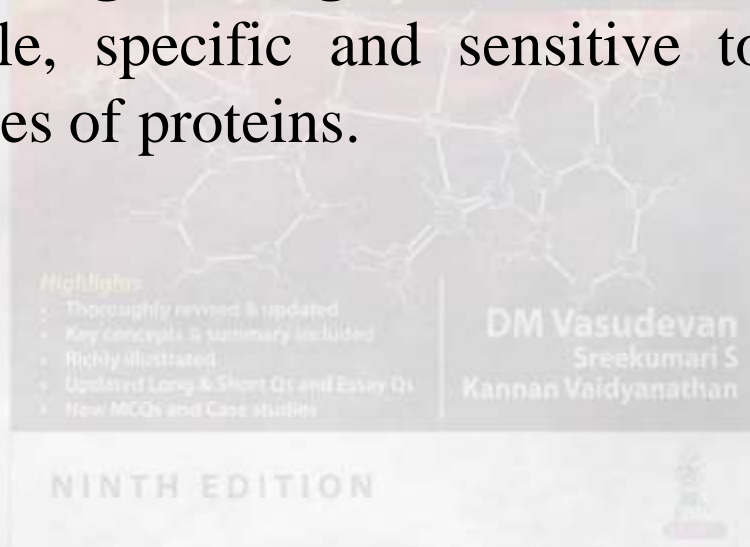 le, specific and sensitive to
es of proteins.
Highlights
• Thoroughly revised & updated
• Key concepts & summary included
• Richly illustrated
• Updated Long & Short Qs and Essay Qs
• New MCQs and Case studies
DM Vasudevan
Sreekumari S
Kannan Vaidyanathan
NINTH EDITION